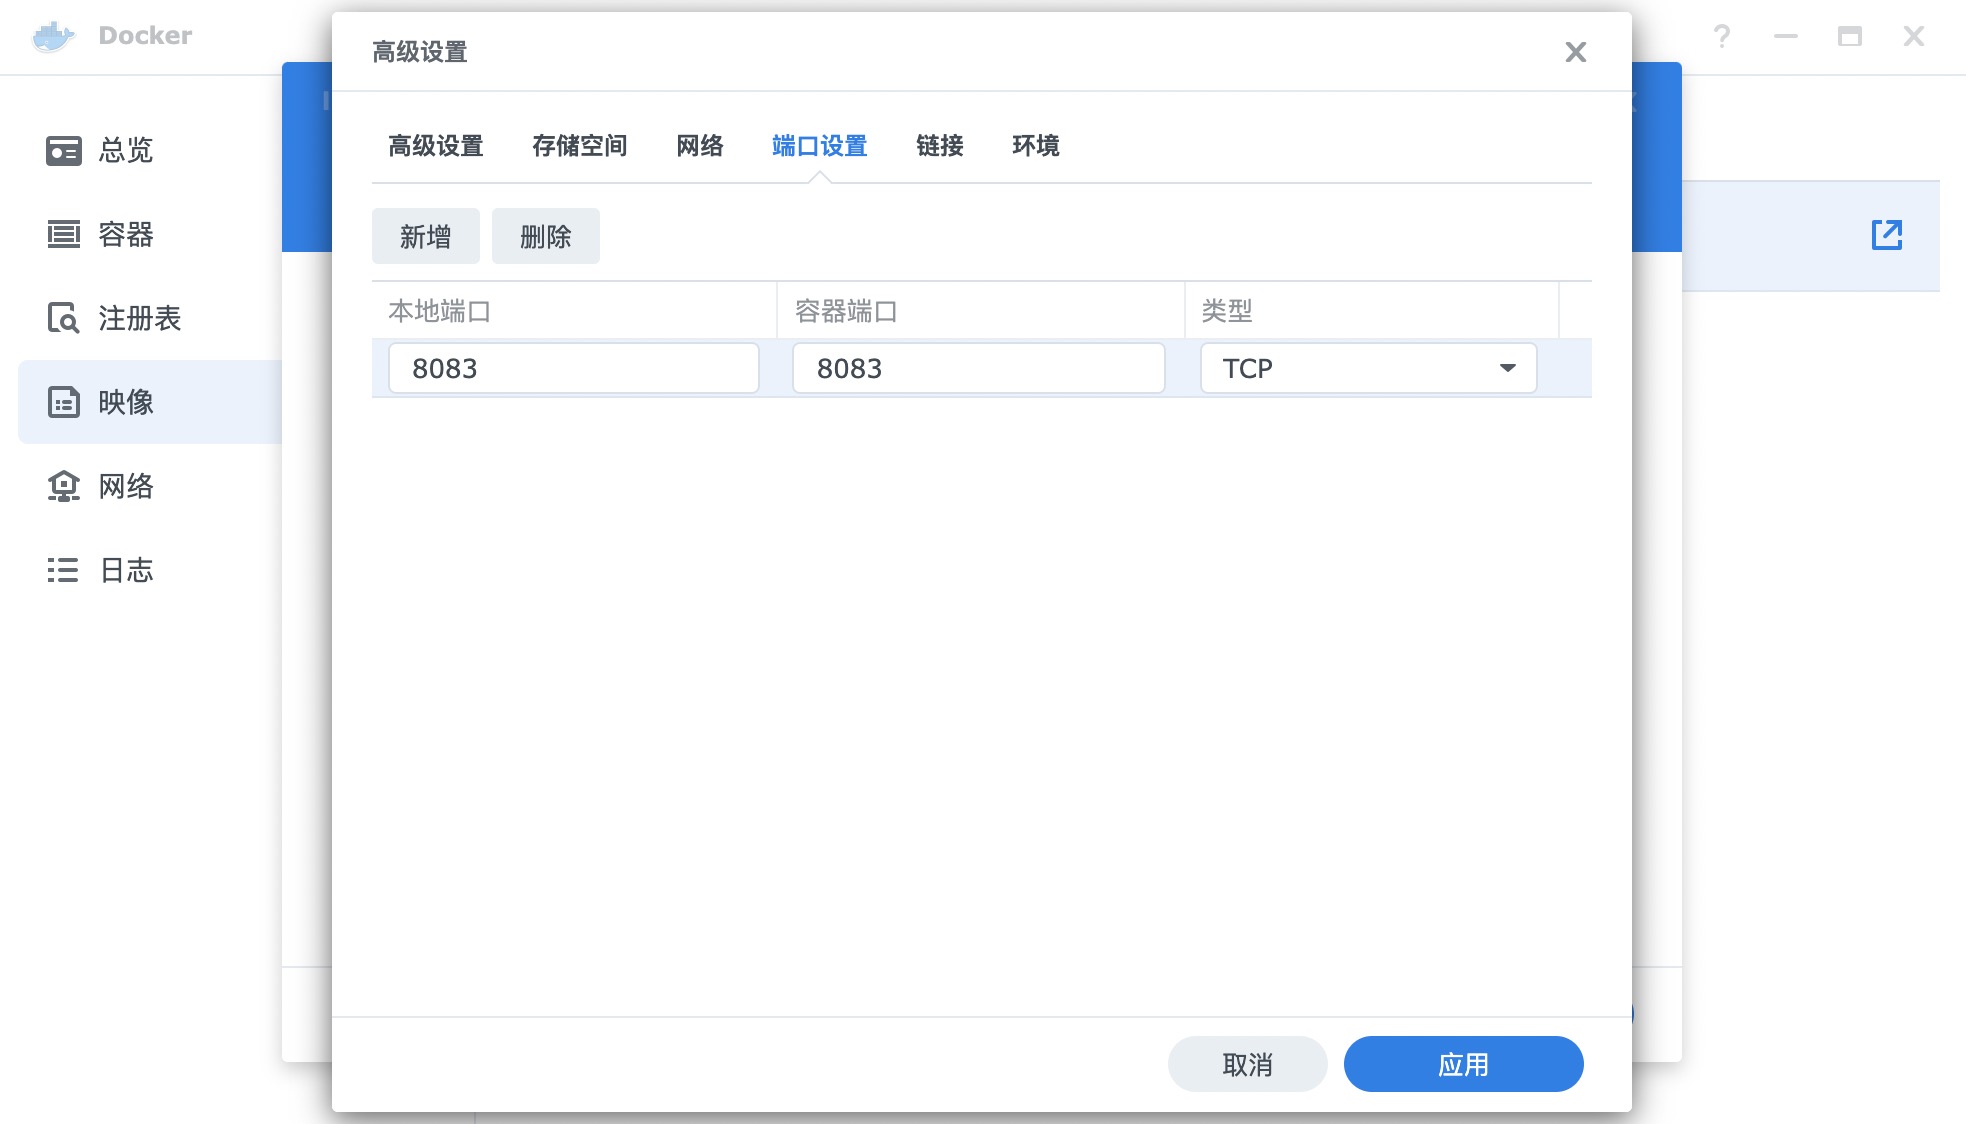 Docker
总览
容器
注册表
映像
网络
日志
高级设置
高级设置 存储空间 网络 端口设置 链接 环境
新增 删除
本地端口 容器端口 类型
8083 8083 TCP
取消 应用